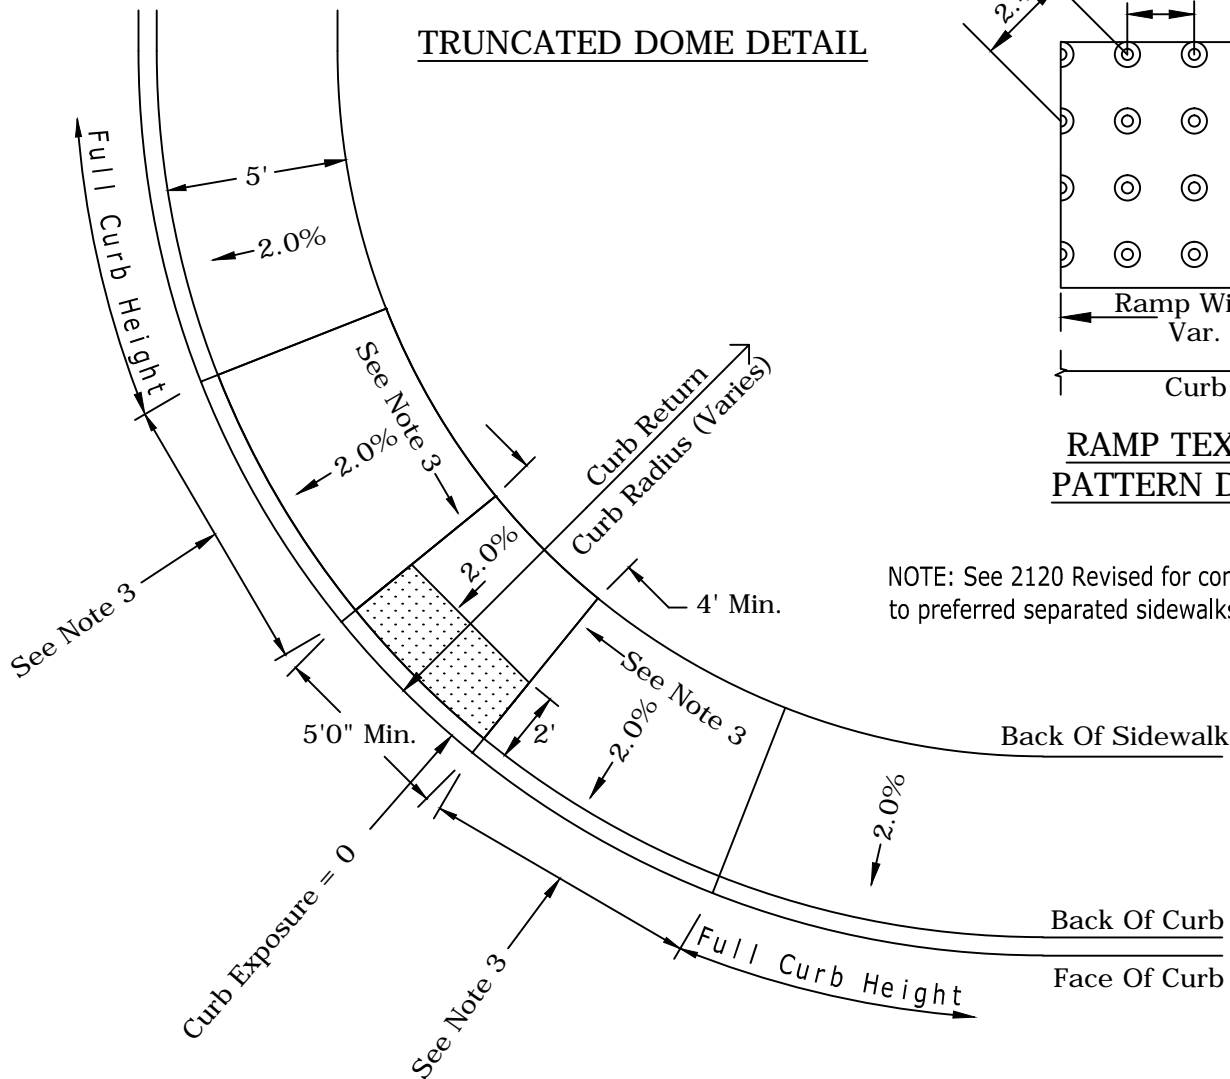 TRUNCATED DOME DETAIL
Full Curb Height
5'
2.0%
See Note 3
2.0%
Curb Return
Curb Radius (Varies)
2.0%
4' Min.
See Note 3
5'0" Min.
2'
See Note 3
2.0%
Curb Exposure = 0
See Note 3
Full Curb Height
2.0%
Back Of Sidewalk
Back Of Curb
Face Of Curb
Ramp
Var.
Curb
RAMP
PATTERN
NOTE: See 2120 Revised for
to preferred separated sidewalks